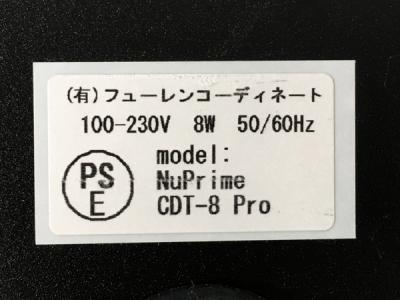 (有)フューレンコーディネート
100-230V 8W 50/60Hz
PS
E
model:
NuPrime
CDT-8 Pro